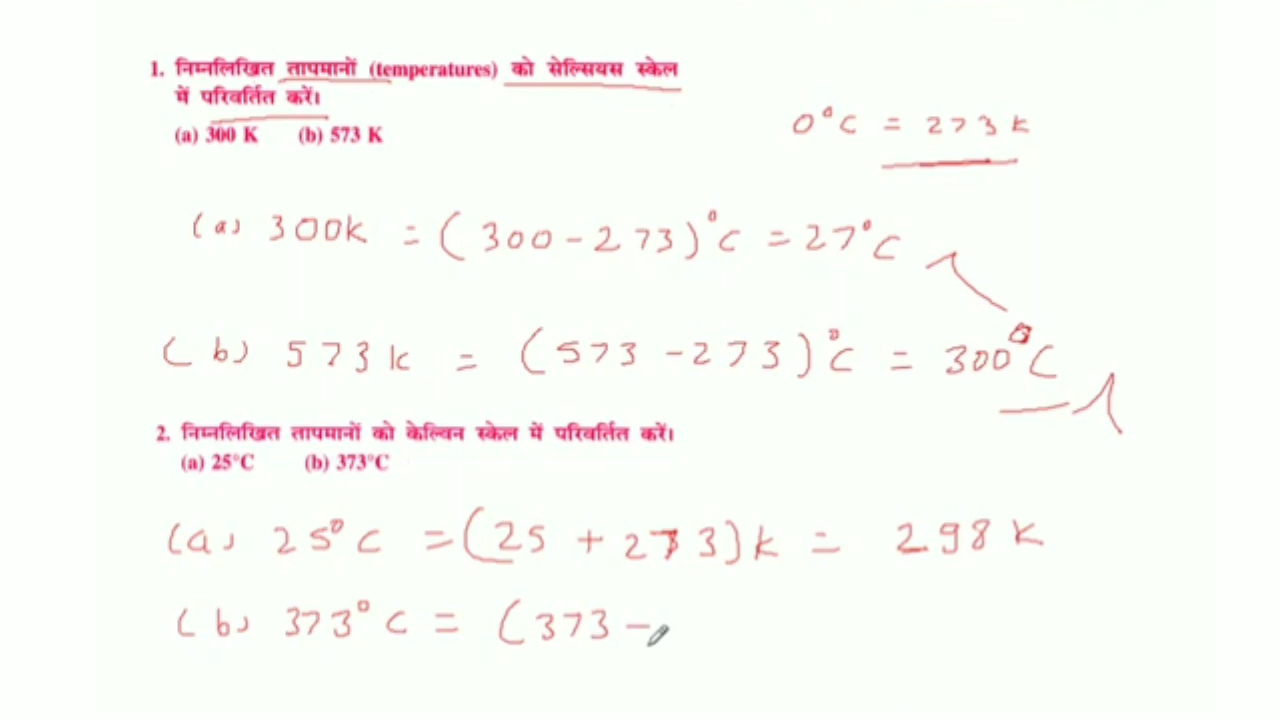 1. निम्नलिखित तापमानों (temperatures) को सेल्सियस स्केल
में परिवर्तित करें।
(a) 300 K (b) 573 K
0°C = 273 K
(a) 300K = (300 - 273)°C = 27°C
(b) 573K = (573 - 273)°C = 300°C
2. निम्नलिखित तापमानों को केल्विन स्केल में परिवर्तित करें।
(a) 25°C (b) 373°C
(a) 25°C = (25 + 273)K = 298 K
(b) 373°C = (373 -